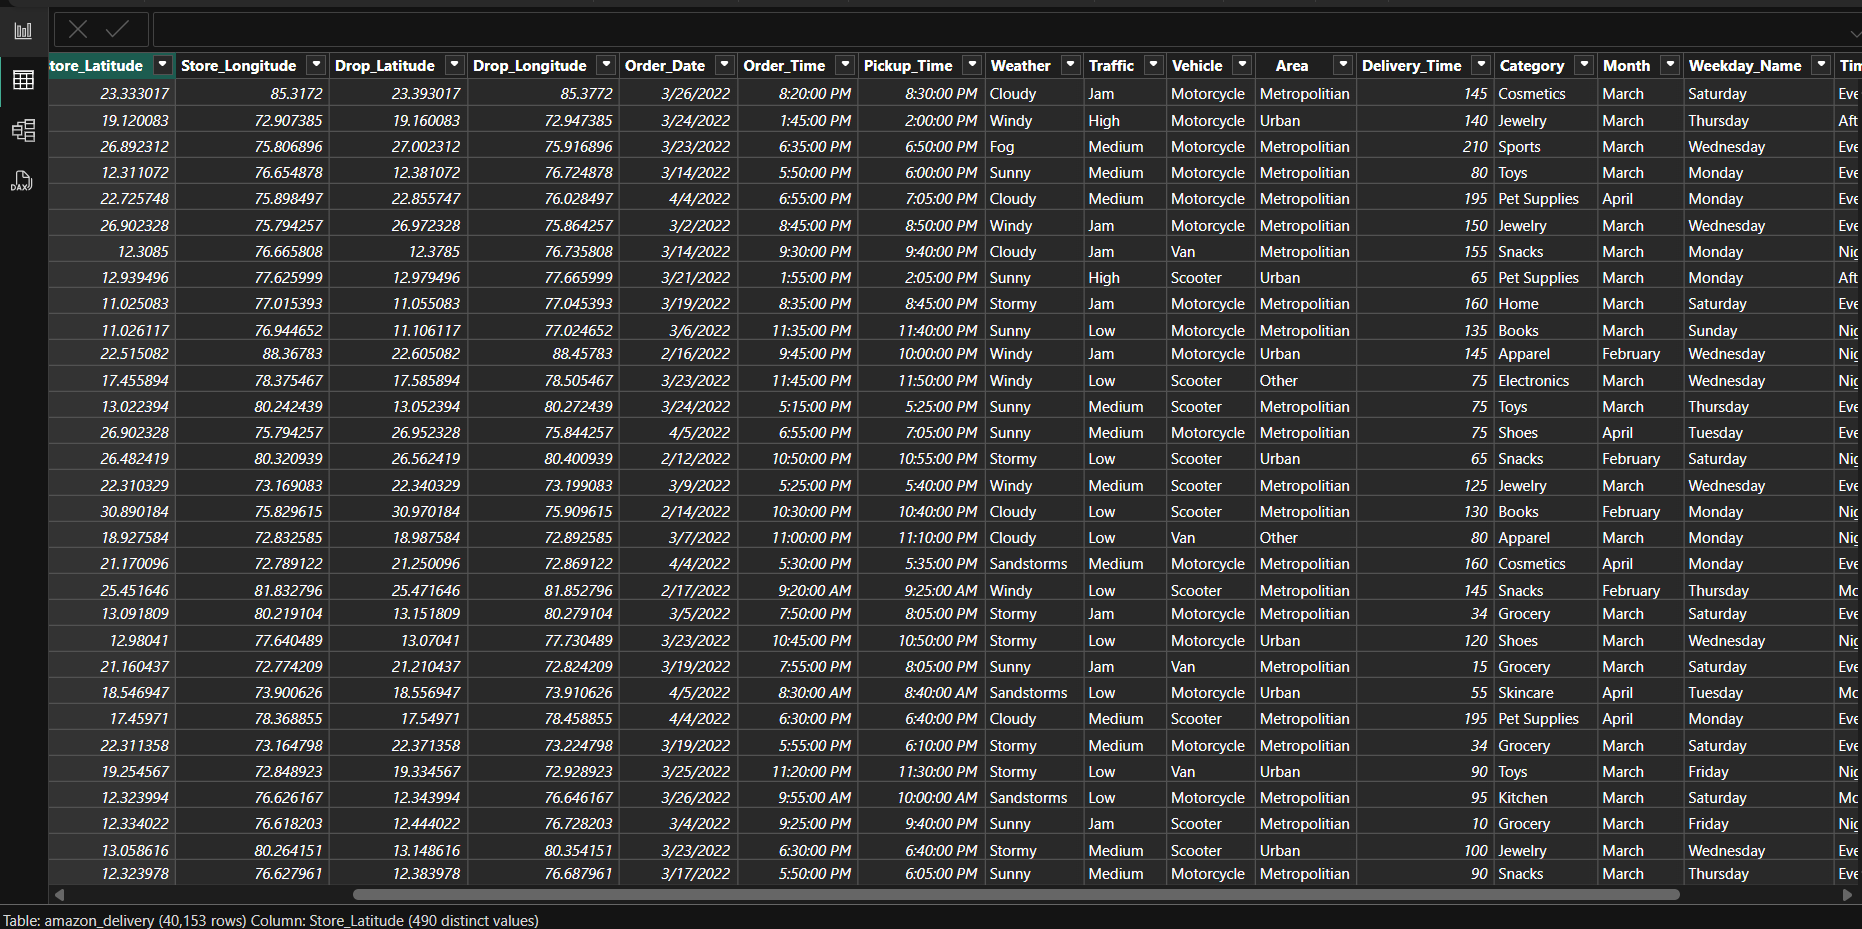 DAX
Store_Latitude Store_Longitude Drop_Latitude Drop_Longitude Order_Date Order_Time Pickup_Time Weather Traffic Vehicle Area Delivery_Time Category Month Weekday_Name Tim
23.333017 85.3172 23.393017 85.3772 3/26/2022 8:20:00 PM 8:30:00 PM Cloudy Jam Motorcycle Metropolitian 145 Cosmetics March Saturday Eve
19.120083 72.907385 19.160083 72.947385 3/24/2022 1:45:00 PM 2:00:00 PM Windy High Motorcycle Urban 140 Jewelry March Thursday Aft
26.892312 75.806896 27.002312 75.916896 3/23/2022 6:35:00 PM 6:50:00 PM Fog Medium Motorcycle Metropolitian 210 Sports March Wednesday Eve
12.311072 76.654878 12.381072 76.724878 3/14/2022 5:50:00 PM 6:00:00 PM Sunny Medium Motorcycle Metropolitian 80 Toys March Monday Eve
22.725748 75.898497 22.855747 76.028497 4/4/2022 6:55:00 PM 7:05:00 PM Cloudy Medium Motorcycle Metropolitian 195 Pet Supplies April Monday Eve
26.902328 75.794257 26.972328 75.864257 3/2/2022 8:45:00 PM 8:50:00 PM Windy Jam Motorcycle Metropolitian 150 Jewelry March Wednesday Eve
12.3085 76.665808 12.3785 76.735808 3/14/2022 9:30:00 PM 9:40:00 PM Cloudy Jam Van Metropolitian 155 Snacks March Monday Nig
12.939496 77.625999 12.979496 77.665999 3/21/2022 1:55:00 PM 2:05:00 PM Sunny High Scooter Urban 65 Pet Supplies March Monday Aft
11.025083 77.015393 11.055083 77.045393 3/19/2022 8:35:00 PM 8:45:00 PM Stormy Jam Motorcycle Metropolitian 160 Home March Saturday Eve
11.026117 76.944652 11.106117 77.024652 3/6/2022 11:35:00 PM 11:40:00 PM Sunny Low Motorcycle Metropolitian 135 Books March Sunday Nig
22.515082 88.36783 22.605082 88.45783 2/16/2022 9:45:00 PM 10:00:00 PM Windy Jam Motorcycle Urban 145 Apparel February Wednesday Nig
17.455894 78.375467 17.585894 78.505467 3/23/2022 11:45:00 PM 11:50:00 PM Windy Low Scooter Other 75 Electronics March Wednesday Nig
13.022394 80.242439 13.052394 80.272439 3/24/2022 5:15:00 PM 5:25:00 PM Sunny Medium Scooter Metropolitian 75 Toys March Thursday Eve
26.902328 75.794257 26.952328 75.844257 4/5/2022 6:55:00 PM 7:05:00 PM Sunny Medium Motorcycle Metropolitian 75 Shoes April Tuesday Eve
26.482419 80.320939 26.562419 80.400939 2/12/2022 10:50:00 PM 10:55:00 PM Stormy Low Scooter Urban 65 Snacks February Saturday Nig
22.310329 73.169083 22.340329 73.199083 3/9/2022 5:25:00 PM 5:40:00 PM Windy Medium Scooter Metropolitian 125 Jewelry March Wednesday Eve
30.890184 75.829615 30.970184 75.909615 2/14/2022 10:30:00 PM 10:40:00 PM Cloudy Low Scooter Metropolitian 130 Books February Monday Nig
18.927584 72.832585 18.987584 72.892585 3/7/2022 11:00:00 PM 11:10:00 PM Cloudy Low Van Other 80 Apparel March Monday Nig
21.170096 72.789122 21.250096 72.869122 4/4/2022 5:30:00 PM 5:35:00 PM Sandstorms Medium Motorcycle Metropolitian 160 Cosmetics April Monday Eve
25.451646 81.832796 25.471646 81.852796 2/17/2022 9:20:00 AM 9:25:00 AM Windy Low Scooter Metropolitian 145 Snacks February Thursday Mo
13.091809 80.219104 13.151809 80.279104 3/5/2022 7:50:00 PM 8:05:00 PM Stormy Jam Motorcycle Metropolitian 34 Grocery March Saturday Eve
12.98041 77.640489 13.07041 77.730489 3/23/2022 10:45:00 PM 10:50:00 PM Stormy Low Motorcycle Urban 120 Shoes March Wednesday Nig
21.160437 72.774209 21.210437 72.824209 3/19/2022 7:55:00 PM 8:05:00 PM Sunny Jam Van Metropolitian 15 Grocery March Saturday Eve
18.546947 73.900626 18.556947 73.910626 4/5/2022 8:30:00 AM 8:40:00 AM Sandstorms Low Motorcycle Urban 55 Skincare April Tuesday Mo
17.45971 78.368855 17.54971 78.458855 4/4/2022 6:30:00 PM 6:40:00 PM Cloudy Medium Scooter Metropolitian 195 Pet Supplies April Monday Eve
22.311358 73.164798 22.371358 73.224798 3/19/2022 5:55:00 PM 6:10:00 PM Stormy Medium Motorcycle Metropolitian 34 Grocery March Saturday Eve
19.254567 72.848923 19.334567 72.928923 3/25/2022 11:20:00 PM 11:30:00 PM Stormy Low Van Urban 90 Toys March Friday Nig
12.323994 76.626167 12.343994 76.646167 3/26/2022 9:55:00 AM 10:00:00 AM Sandstorms Low Motorcycle Metropolitian 95 Kitchen March Saturday Mo
12.334022 76.618203 12.444022 76.728203 3/4/2022 9:25:00 PM 9:40:00 PM Sunny Jam Scooter Metropolitian 10 Grocery March Friday Nig
13.058616 80.264151 13.148616 80.354151 3/23/2022 6:30:00 PM 6:40:00 PM Stormy Medium Scooter Urban 100 Jewelry March Wednesday Eve
12.323978 76.627961 12.383978 76.687961 3/17/2022 5:50:00 PM 6:05:00 PM Sunny Medium Motorcycle Metropolitian 90 Snacks March Thursday Eve
Table: amazon_delivery (40,153 rows) Column: Store_Latitude (490 distinct values)